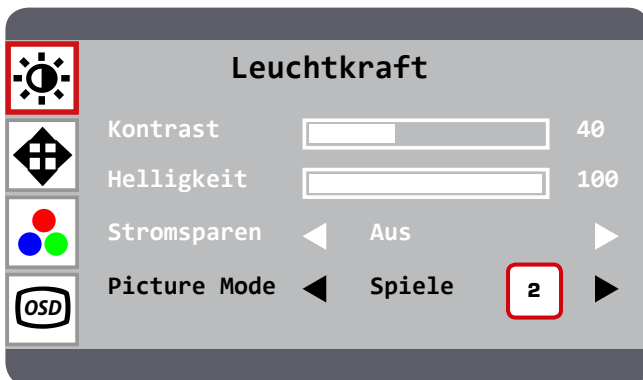 Leuchtkraft
Kontrast 40
Helligkeit 100
Stromsparen Aus
Picture Mode Spiele 2
OSD